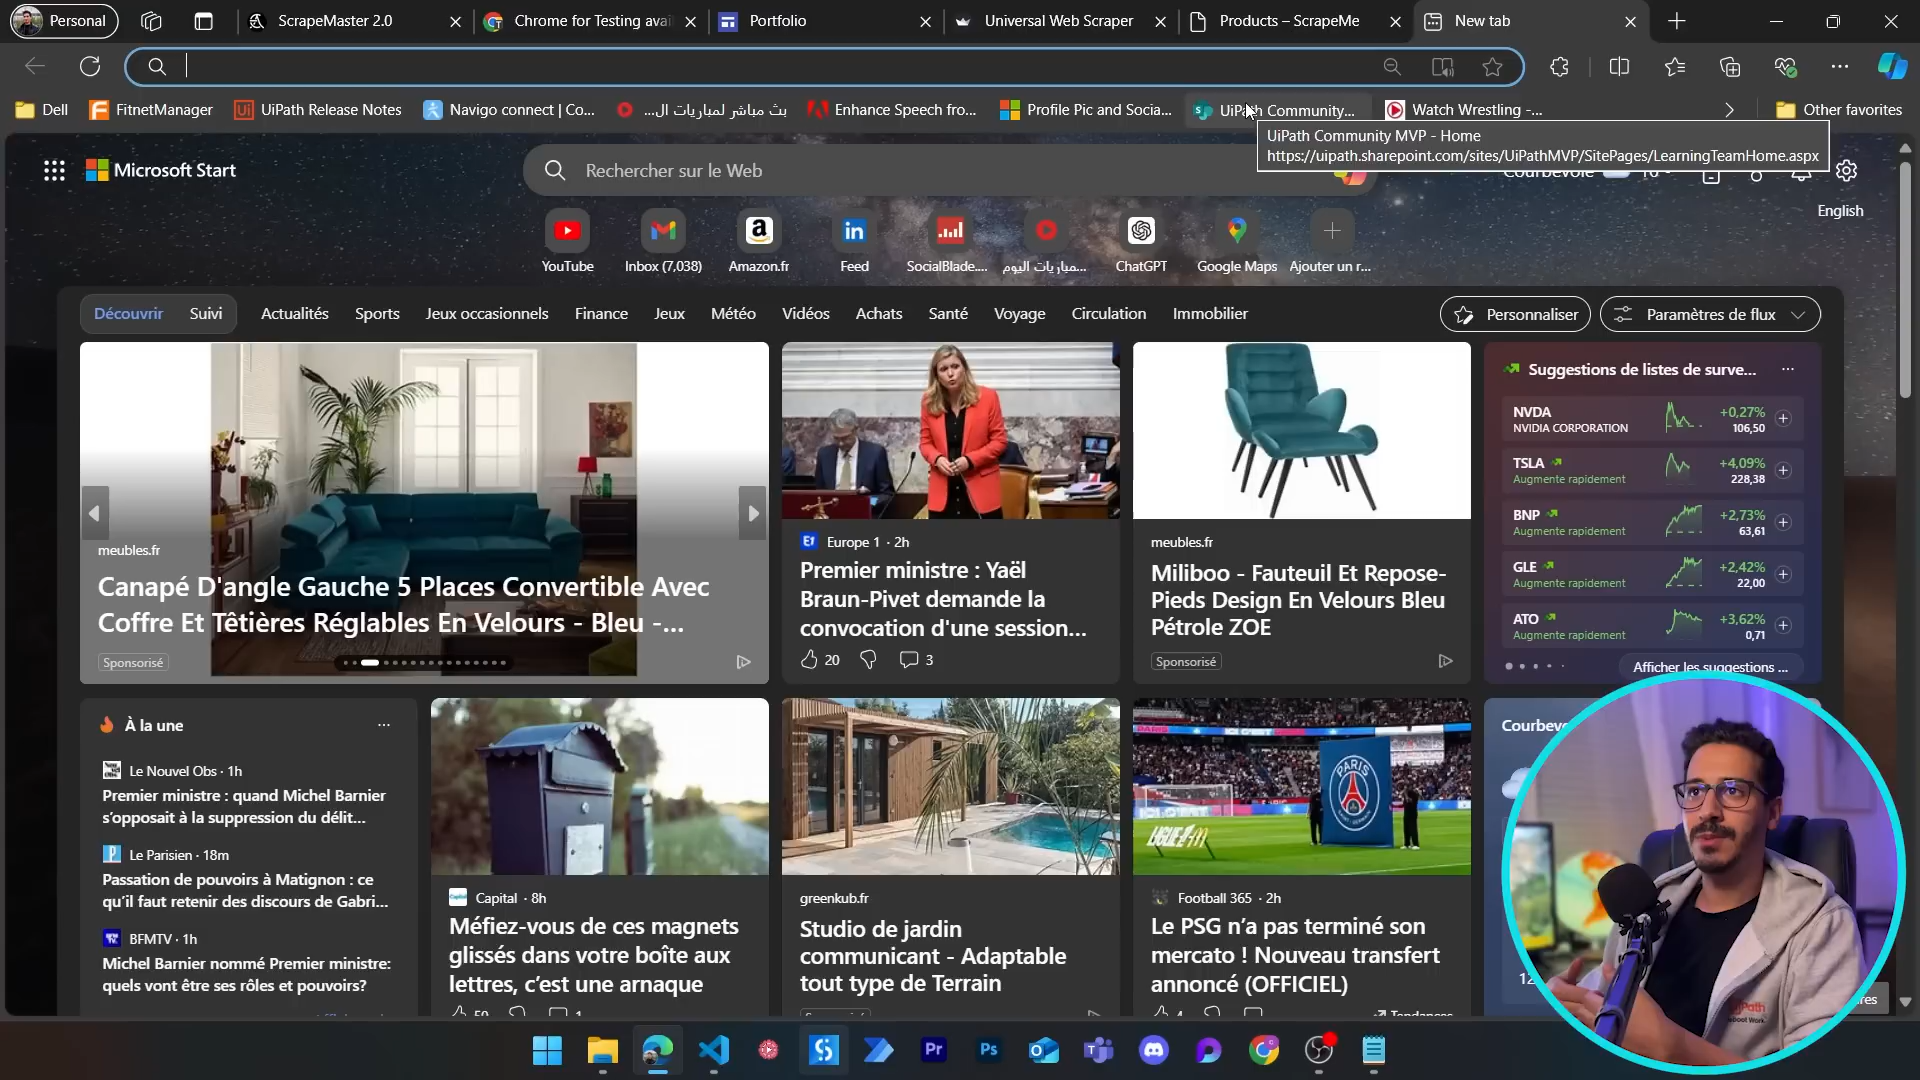 Personal
ScrapeMaster 2.0
Chrome for Testing avai
Portfolio
Universal Web Scraper
Products – ScrapeMe
New tab
Dell
FitnetManager
UiPath Release Notes
Navigo connect | Co...
بث مباشر لمباريات ال...
Enhance Speech fro...
Profile Pic and Socia...
UiPath Community...
Watch Wrestling -...
Other favorites
UiPath Community MVP - Home
https://uipath.sharepoint.com/sites/UiPathMVP/SitePages/LearningTeamHome.aspx
Microsoft Start
Rechercher sur le Web
Courbevoie
English
YouTube
Inbox (7,038)
Amazon.fr
Feed
SocialBlade....
مباريات اليوم...
ChatGPT
Google Maps
Ajouter un r...
Découvrir
Suivi
Actualités
Sports
Jeux occasionnels
Finance
Jeux
Météo
Vidéos
Achats
Santé
Voyage
Circulation
Immobilier
Personnaliser
Paramètres de flux
meubles.fr
Canapé D'angle Gauche 5 Places Convertible Avec
Coffre Et Têtières Réglables En Velours - Bleu -...
Sponsorisé
Europe 1 · 2h
Premier ministre : Yaël
Braun-Pivet demande la
convocation d'une session...
20
3
meubles.fr
Miliboo - Fauteuil Et Repose-
Pieds Design En Velours Bleu
Pétrole ZOE
Sponsorisé
Suggestions de listes de surve...
NVDA
+0,27%
NVIDIA CORPORATION
106,50
TSLA
+4,09%
Augmente rapidement
228,38
BNP
+2,73%
Augmente rapidement
63,61
GLE
+2,42%
Augmente rapidement
22,00
ATO
+3,62%
Augmente rapidement
0,71
Afficher les suggestions ...
À la une
Le Nouvel Obs · 1h
Premier ministre : quand Michel Barnier
s'opposait à la suppression du délit...
Le Parisien · 18m
Passation de pouvoirs à Matignon : ce
qu'il faut retenir des discours de Gabri...
BFMTV · 1h
Michel Barnier nommé Premier ministre:
quels vont être ses rôles et pouvoirs?
Capital · 8h
Méfiez-vous de ces magnets
glissés dans votre boîte aux
lettres, c'est une arnaque
50
1
greenkub.fr
Studio de jardin
communicant - Adaptable
tout type de Terrain
PARIS
LIGUE 1
Football 365 · 2h
Le PSG n'a pas terminé son
mercato ! Nouveau transfert
annoncé (OFFICIEL)
4
Tendances
Courbevo
12
UiPath
Reboot Work